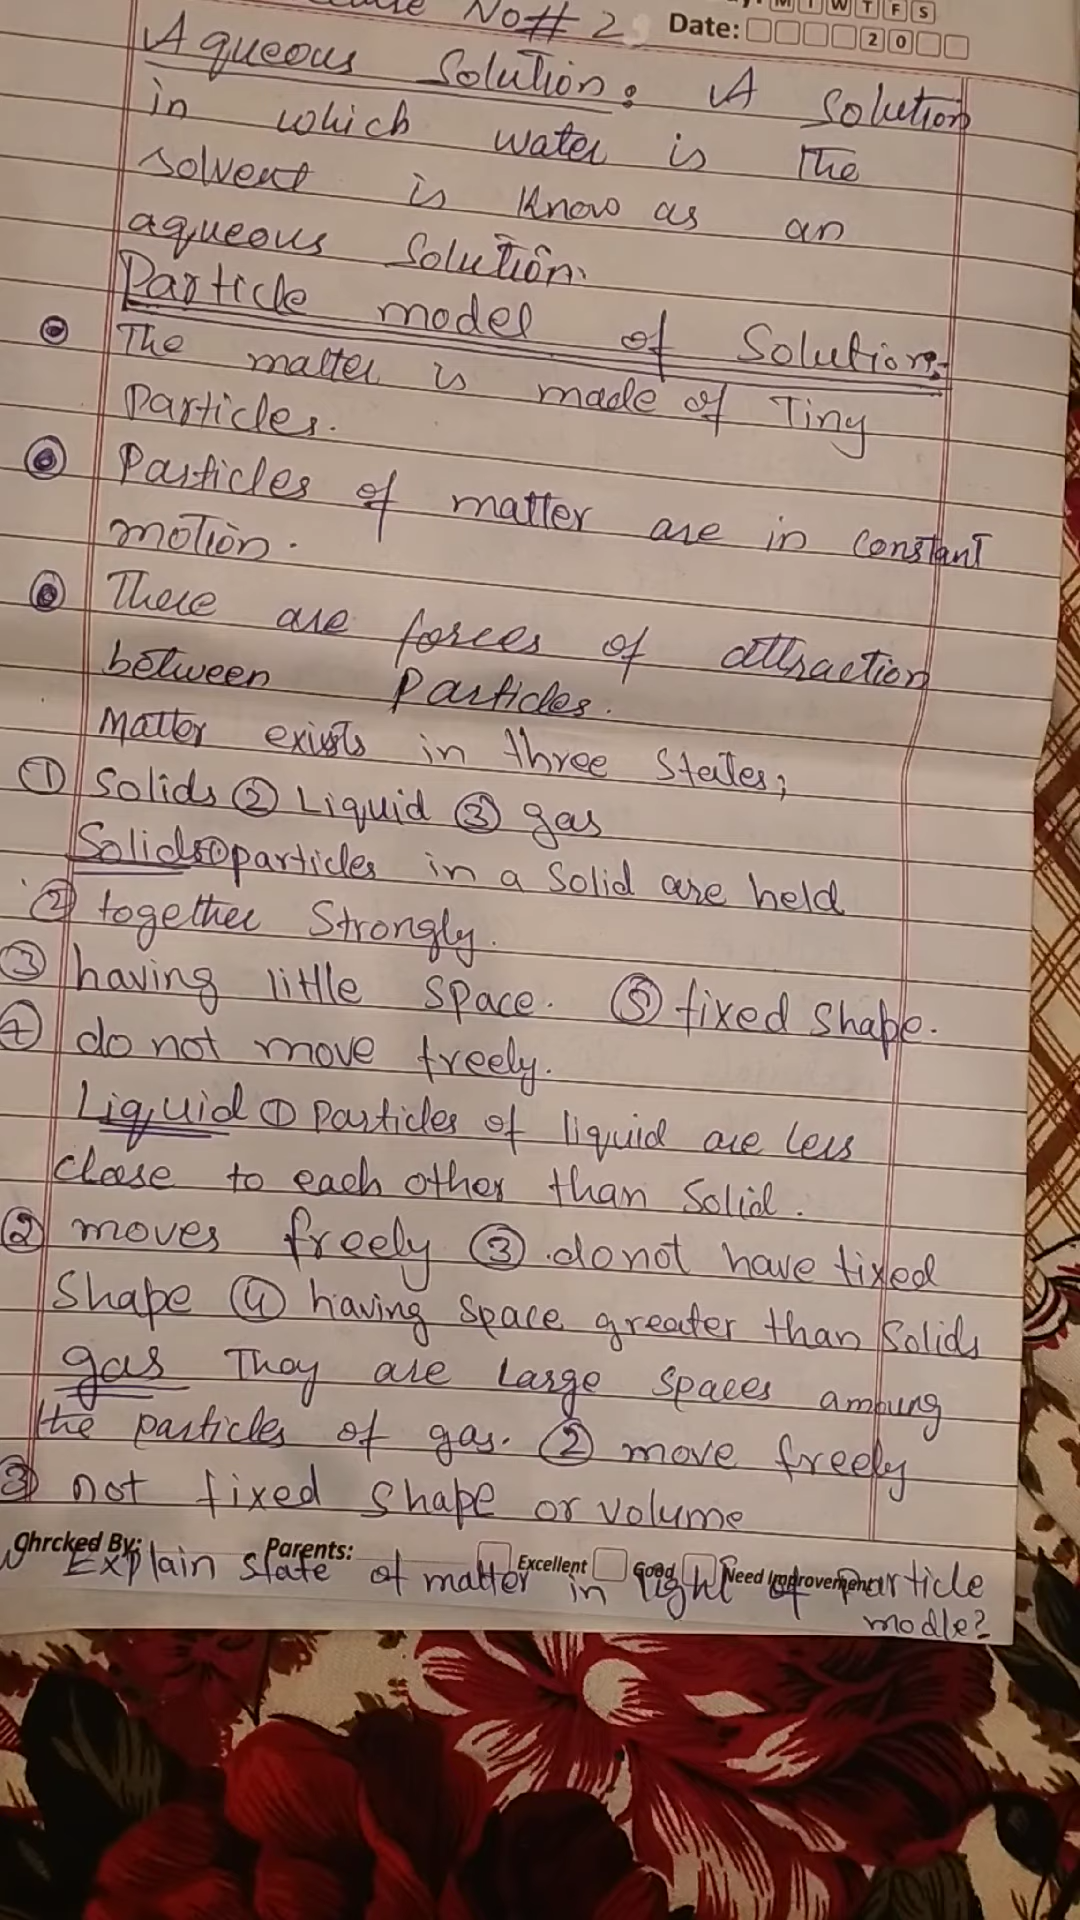 No# 2
M T W T F S
Date: 2 0
Aqueous Solution: A Solution
in which water is the
solvent is know as an
aqueous Solution.
Particle model of Solution:
The matter is made of Tiny
Particles.
Particles of matter are in constant
motion.
There are forces of attraction
between Particles.
Matter exists in three States;
① Solids ② Liquid ③ gas
Solids ① particles in a Solid are held
② together Strongly.
③ having little space. ⑤ fixed shape.
④ do not move freely.
Liquid ① Particles of liquid are less
close to each other than Solid.
② moves freely ③ do not have fixed
Shape ④ having space greater than Solids
gas They are Large spaces amoung
the particles of gas. ② move freely
③ not fixed shape or volume
Ghrcked By: Parents: Excellent Good Need Improvement
Explain state of matter in light of particle
modle?